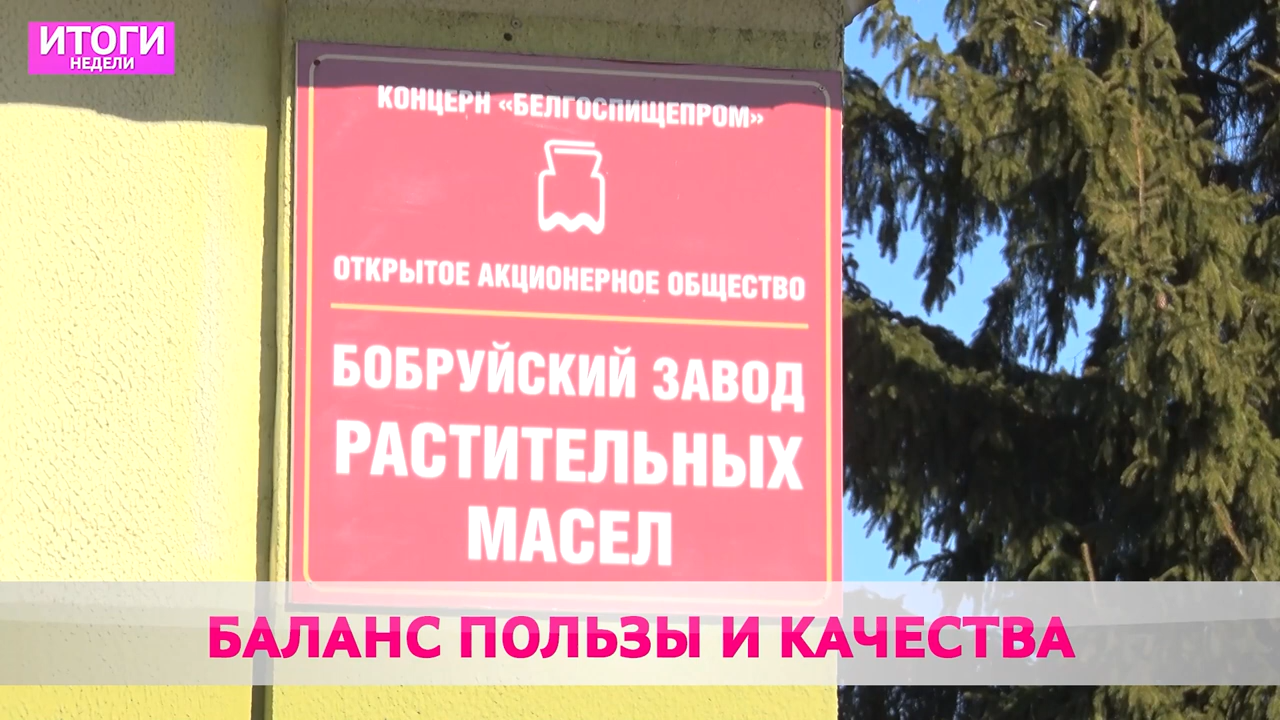 ИТОГИ
НЕДЕЛИ
КОНЦЕРН «БЕЛГОСПИЩЕПРОМ»
ОТКРЫТОЕ АКЦИОНЕРНОЕ ОБЩЕСТВО
БОБРУЙСКИЙ ЗАВОД
РАСТИТЕЛЬНЫХ
МАСЕЛ
БАЛАНС ПОЛЬЗЫ И КАЧЕСТВА